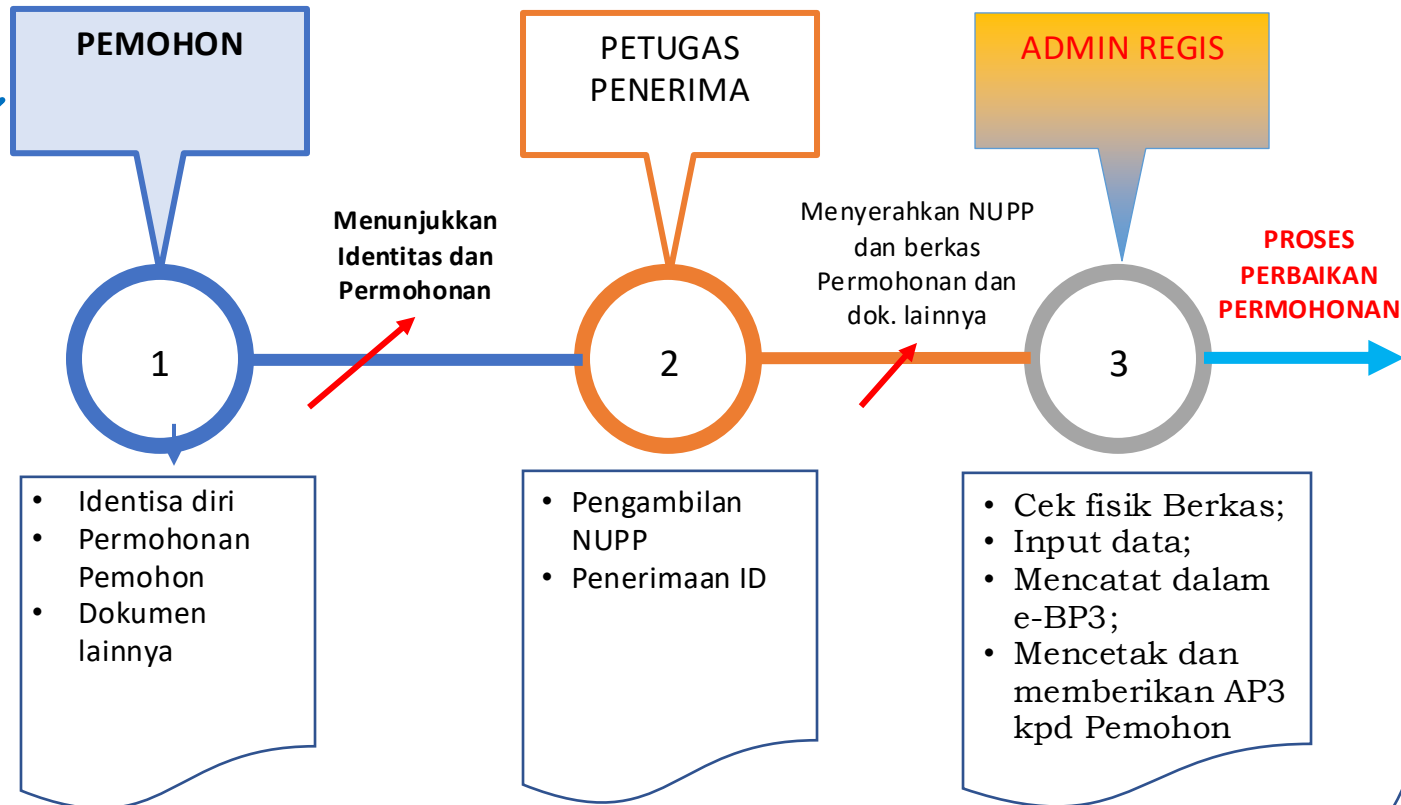 PEMOHON
PETUGAS
PENERIMA
ADMIN REGIS
Menunjukkan
Identitas dan
Permohonan
Menyerahkan NUPP
dan berkas
Permohonan dan
dok. lainnya
PROSES
PERBAIKAN
PERMOHONAN
1
2
3
• Identisa diri
• Permohonan
Pemohon
• Dokumen
lainnya
• Pengambilan
NUPP
• Penerimaan ID
• Cek fisik Berkas;
• Input data;
• Mencatat dalam
e-BP3;
• Mencetak dan
memberikan AP3
kpd Pemohon